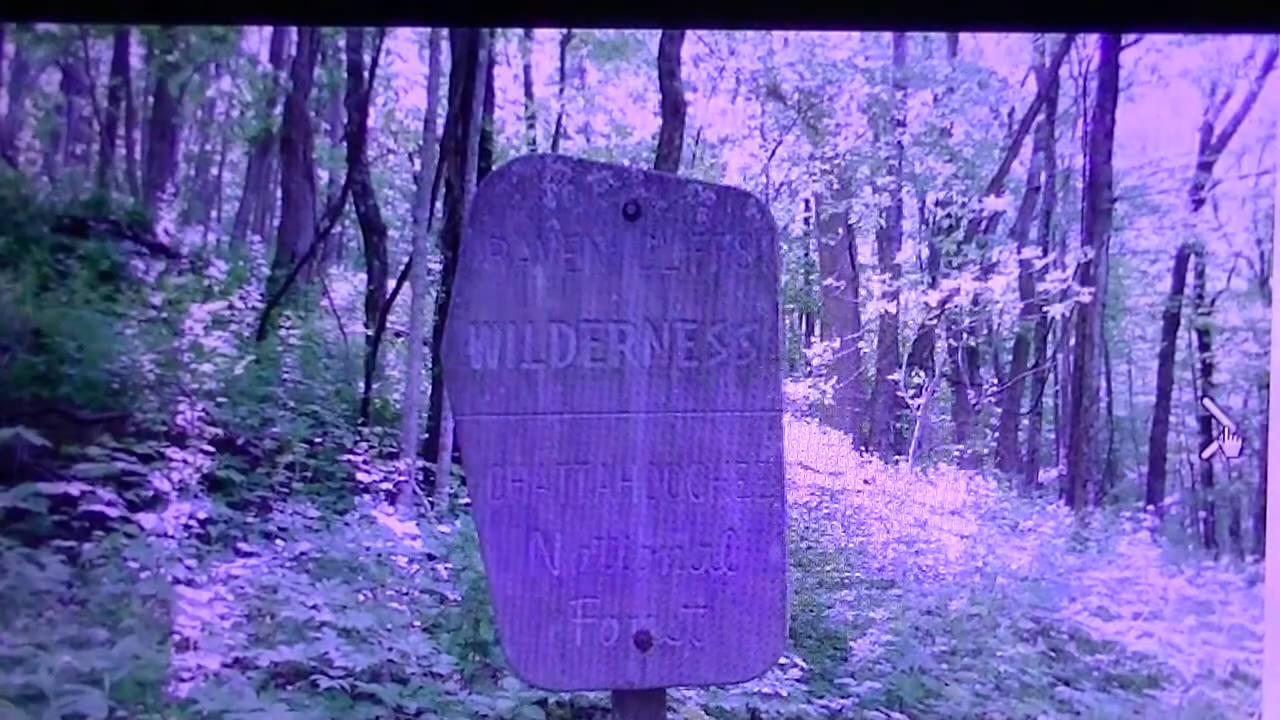 RAVEN CLIFFS
WILDERNESS
CHATTAHOOCHEE
National
Forest